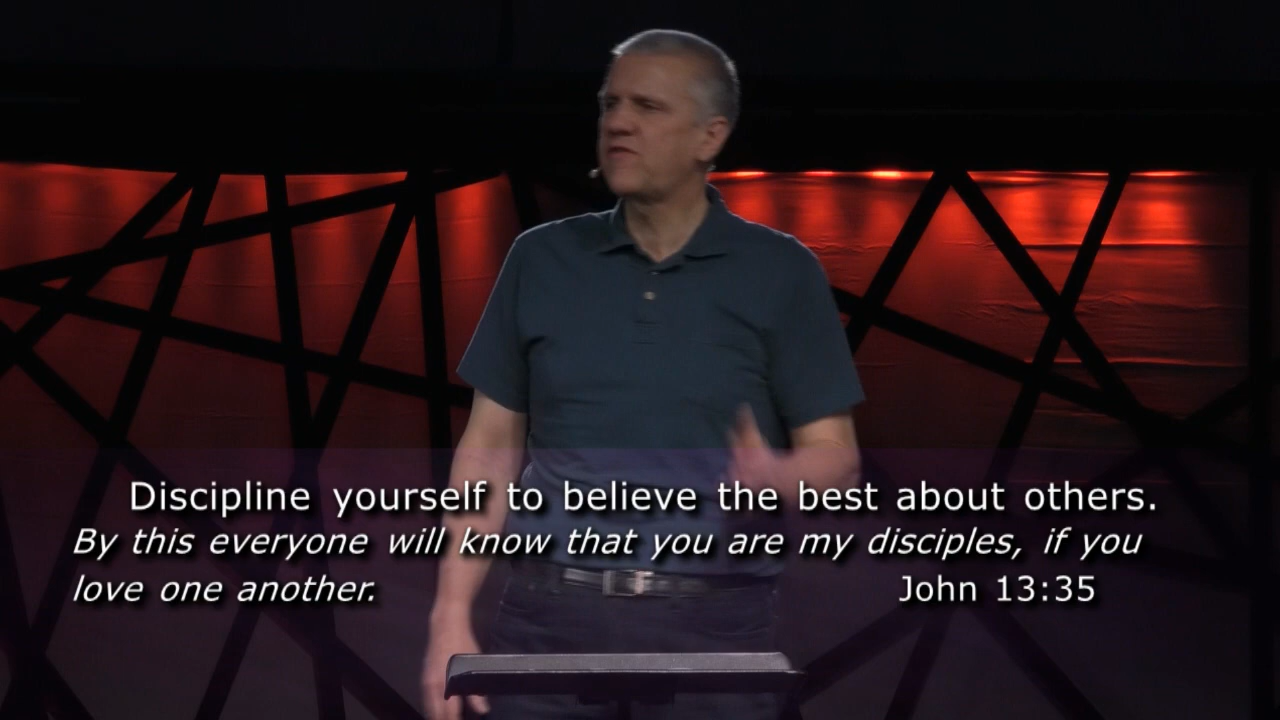 Discipline yourself to believe the best about others.
By this everyone will know that you are my disciples, if you
love one another. John 13:35